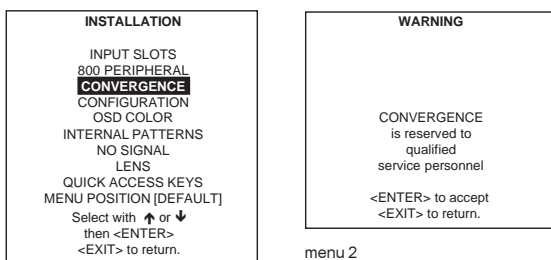 INSTALLATION
INPUT SLOTS
800 PERIPHERAL
CONVERGENCE
CONFIGURATION
OSD COLOR
INTERNAL PATTERNS
NO SIGNAL
LENS
QUICK ACCESS KEYS
MENU POSITION [DEFAULT]
Select with ↑ or ↓
then <ENTER>
<EXIT> to return.
WARNING
CONVERGENCE
is reserved to
qualified
service personnel
<ENTER> to accept
<EXIT> to return.
menu 2